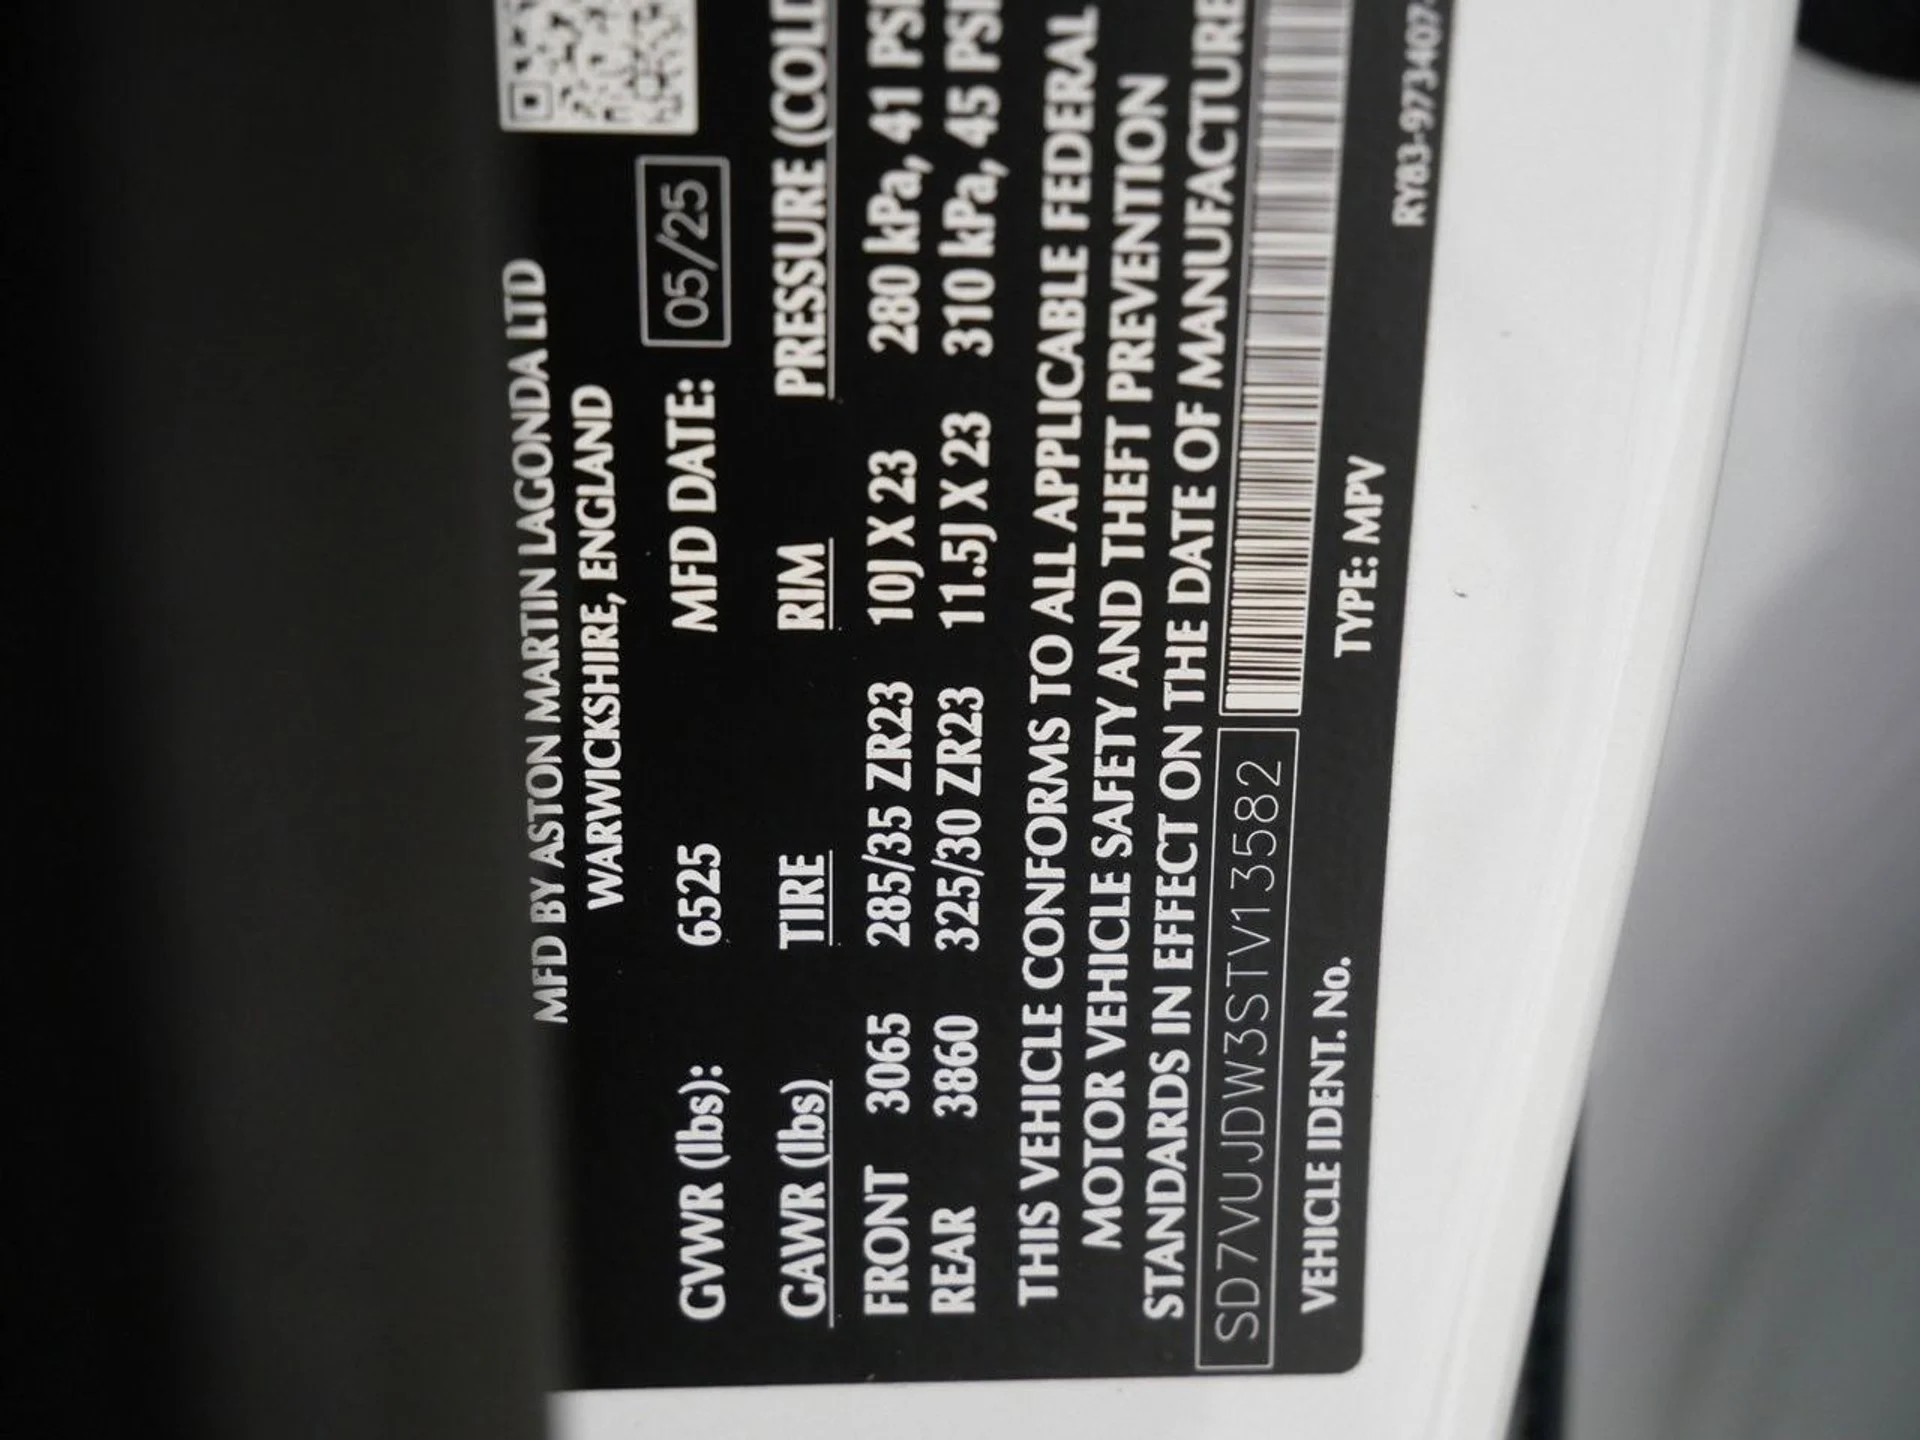 MFD BY ASTON MARTIN LAGONDA LTD
WARWICKSHIRE, ENGLAND
GVWR (lbs): 6525 MFD DATE: 05/25
GAWR (lbs) TIRE RIM PRESSURE (COLD
FRONT 3065 285/35 ZR23 10J X 23 280 kPa, 41 PSI
REAR 3860 325/30 ZR23 11.5J X 23 310 kPa, 45 PSI
THIS VEHICLE CONFORMS TO ALL APPLICABLE FEDERAL
MOTOR VEHICLE SAFETY AND THEFT PREVENTION
STANDARDS IN EFFECT ON THE DATE OF MANUFACTURE
SD7VUJDW3STV13582
VEHICLE IDENT. No. TYPE: MPV
RY83-9734407-